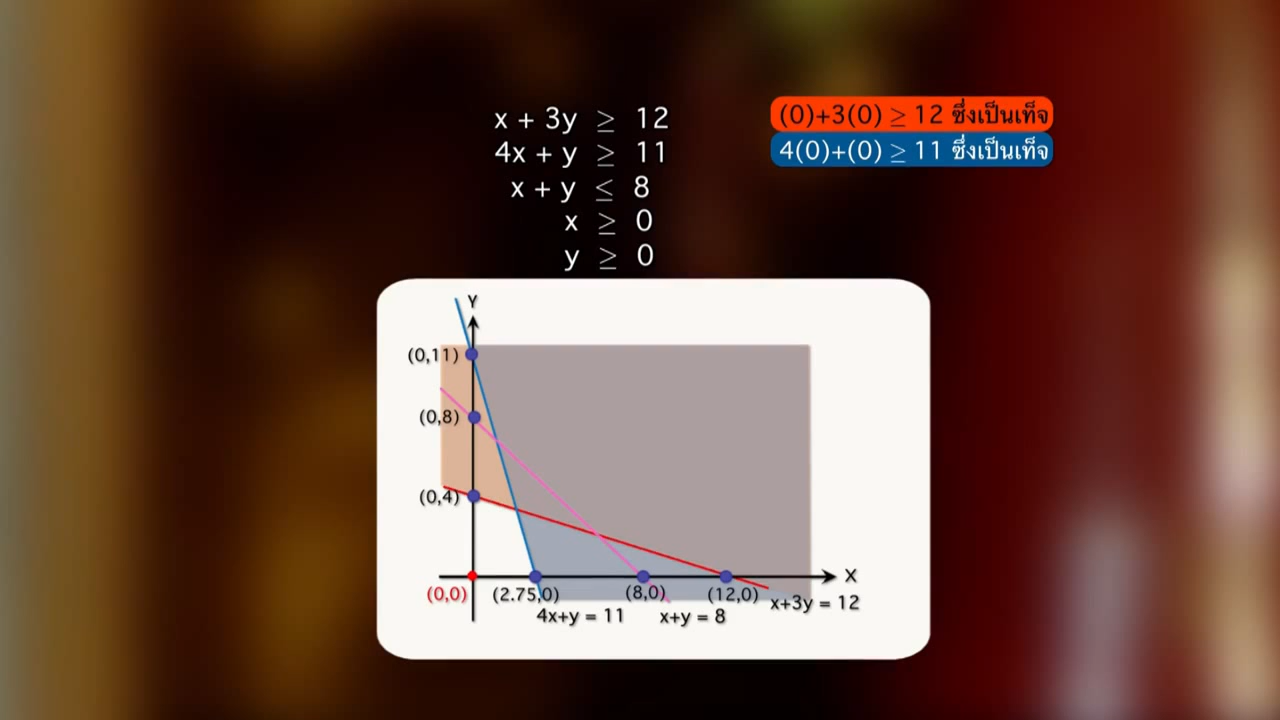 x + 3y ≥ 12
4x + y ≥ 11
x + y ≤ 8
x ≥ 0
y ≥ 0
(0)+3(0) ≥ 12 ซึ่งเป็นเท็จ
4(0)+(0) ≥ 11 ซึ่งเป็นเท็จ
Y
(0,11)
(0,8)
(0,4)
X
(0,0) (2.75,0) (8,0) (12,0)
x+3y = 12
4x+y = 11 x+y = 8